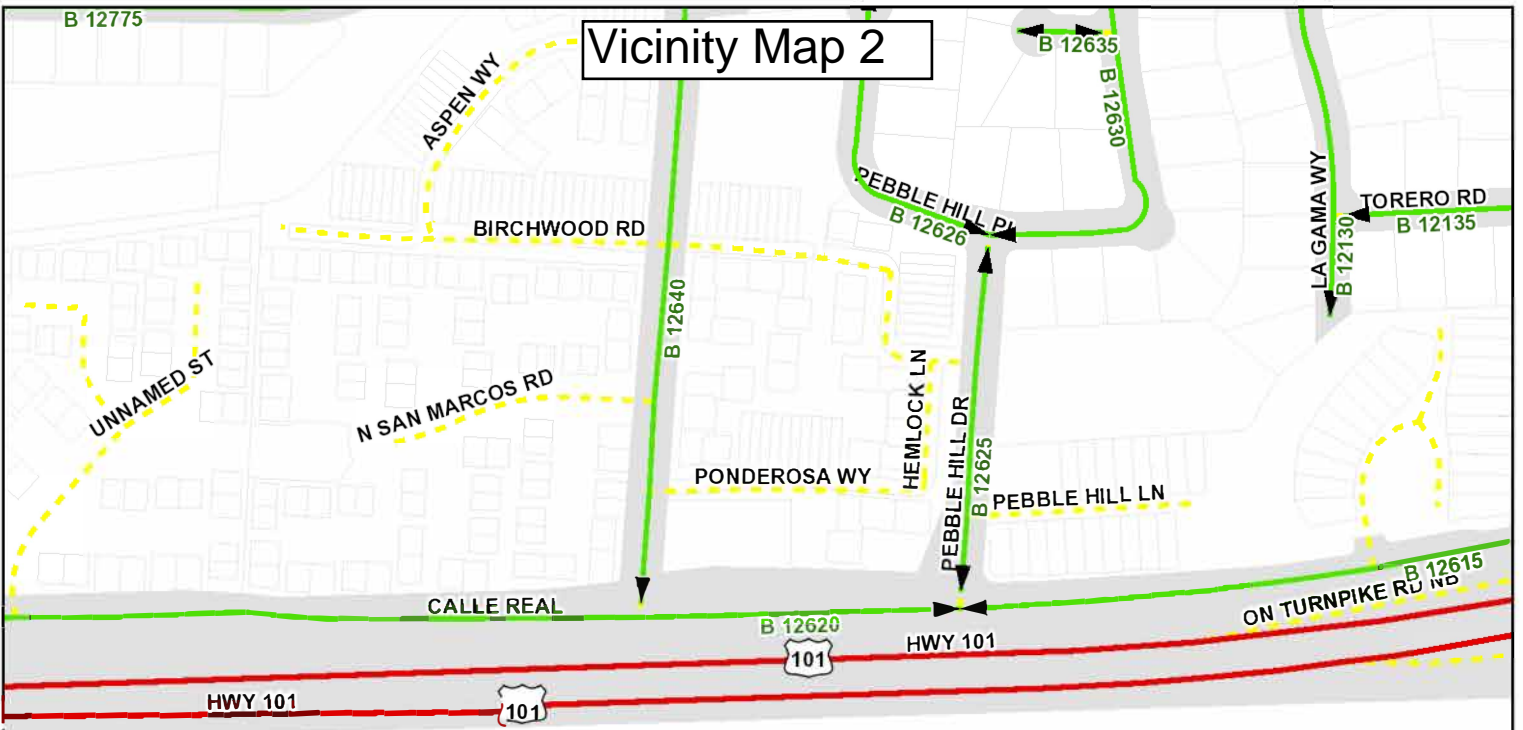 B 12775
Vicinity Map 2
B 12635
ASPEN WY
B 12630
LA GAMA WY
PEBBLE HILL PL
TORERO RD
B 12626
B 12135
B 12130
BIRCHWOOD RD
B 12640
UNNAMED ST
N SAN MARCOS RD
HEMLOCK LN
PEBBLE HILL DR
B 12625
PONDEROSA WY
PEBBLE HILL LN
B 12615
CALLE REAL
B 12620
ON TURNPIKE RD NB
HWY 101
101
HWY 101
101